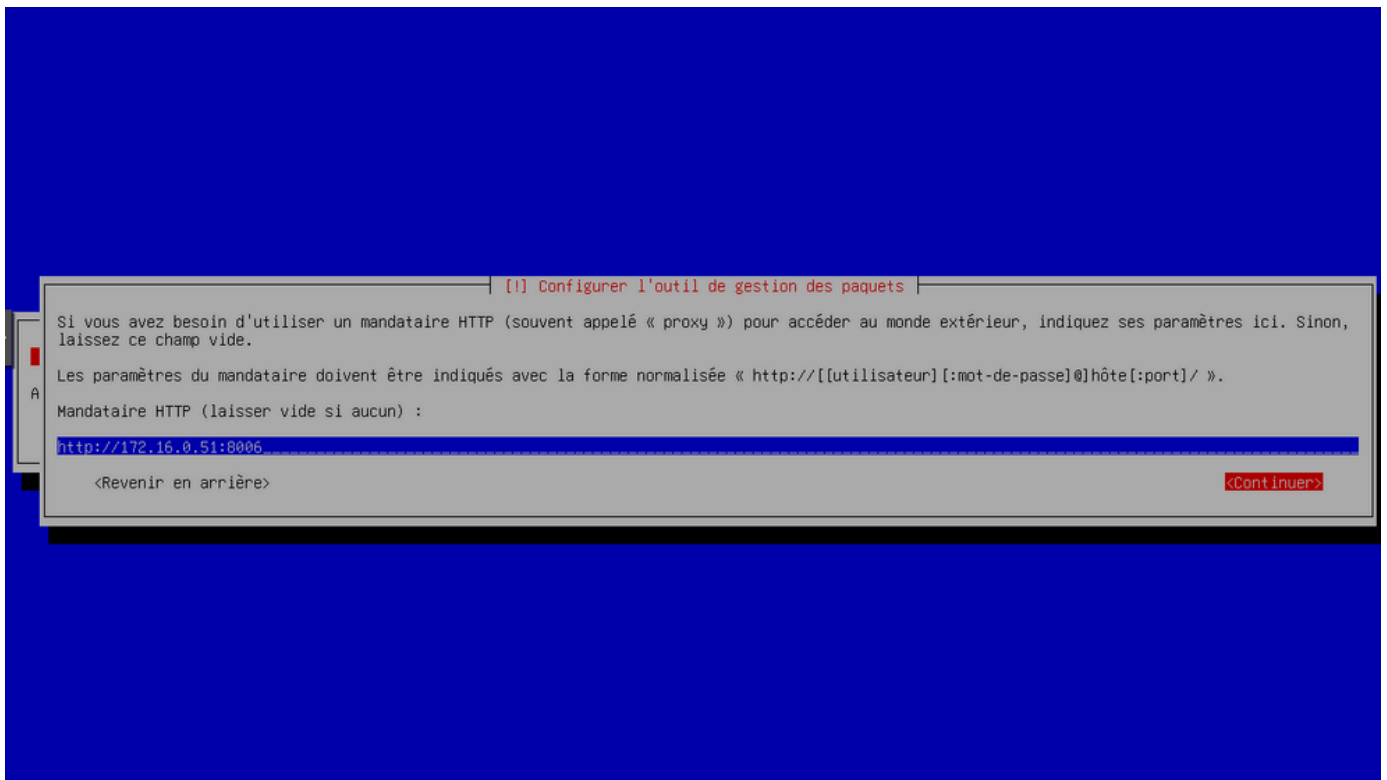 [!] Configurer l'outil de gestion des paquets
Si vous avez besoin d'utiliser un mandataire HTTP (souvent appelé « proxy ») pour accéder au monde extérieur, indiquez ses paramètres ici. Sinon,
laissez ce champ vide.
Les paramètres du mandataire doivent être indiqués avec la forme normalisée « http://[[utilisateur][:mot-de-passe]@]hôte[:port]/ ».
A
Mandataire HTTP (laisser vide si aucun) :
http://172.16.0.51:8006
<Revenir en arrière> <Continuer>